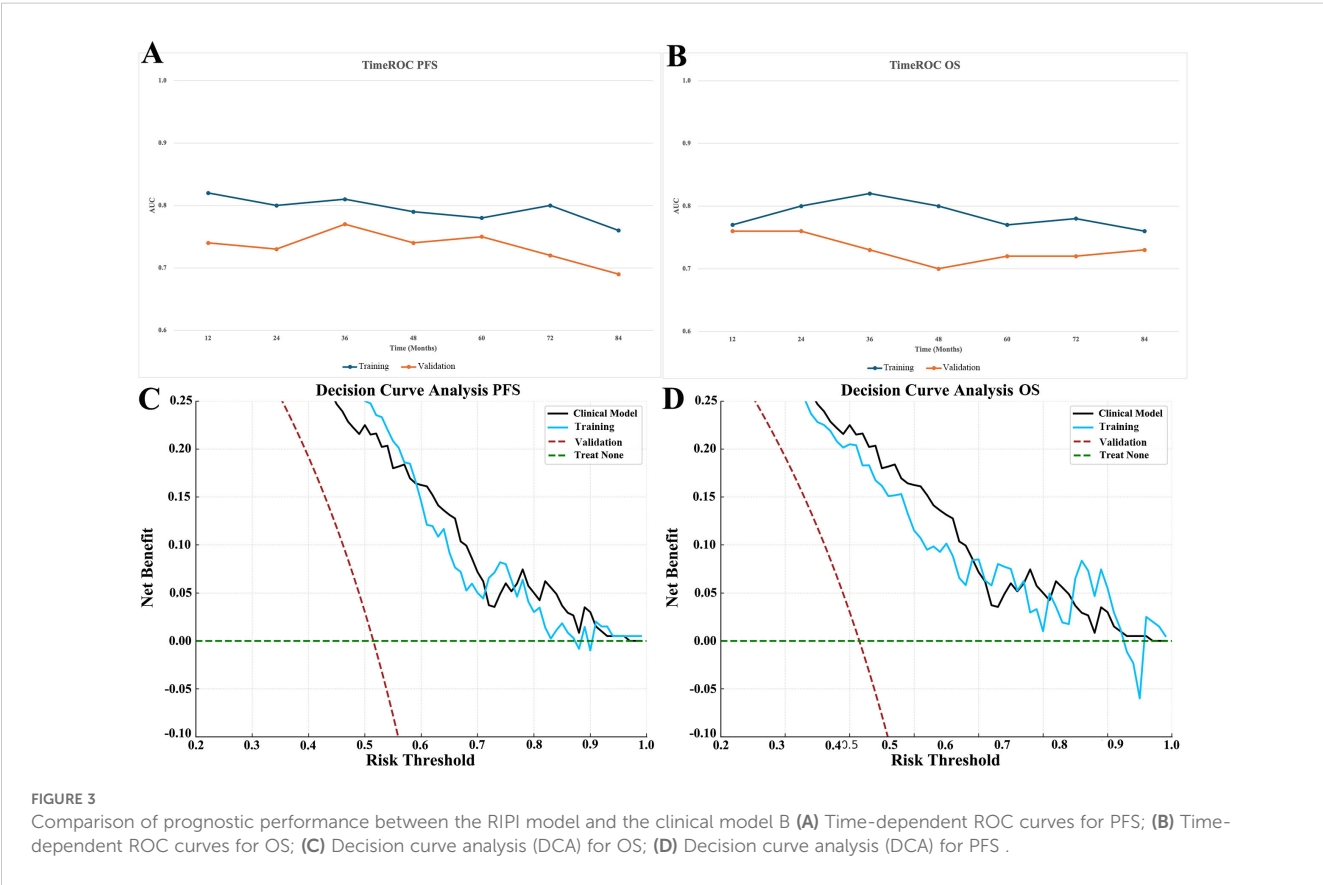 A
TimeROC PFS
1.0
0.9
0.8
0.7
0.6
AUC
12 24 36 48 60 72 84
Time (Months)
Training Validation
B
TimeROC OS
1.0
0.9
0.8
0.7
0.6
AUC
12 24 36 48 60 72 84
Time (Months)
Training Validation
C
Decision Curve Analysis PFS
0.25
0.20
0.15
0.10
0.05
0.00
-0.05
-0.10
Net Benefit
Clinical Model
Training
Validation
Treat None
0.2 0.3 0.4 0.5 0.6 0.7 0.8 0.9 1.0
Risk Threshold
D
Decision Curve Analysis OS
0.25
0.20
0.15
0.10
0.05
0.00
-0.05
-0.10
Net Benefit
Clinical Model
Training
Validation
Treat None
0.2 0.3 0.4 0.5 0.5 0.6 0.7 0.8 0.9 1.0
Risk Threshold
FIGURE 3
Comparison of prognostic performance between the RIPI model and the clinical model B (A) Time-dependent ROC curves for PFS; (B) Time-
dependent ROC curves for OS; (C) Decision curve analysis (DCA) for OS; (D) Decision curve analysis (DCA) for PFS .